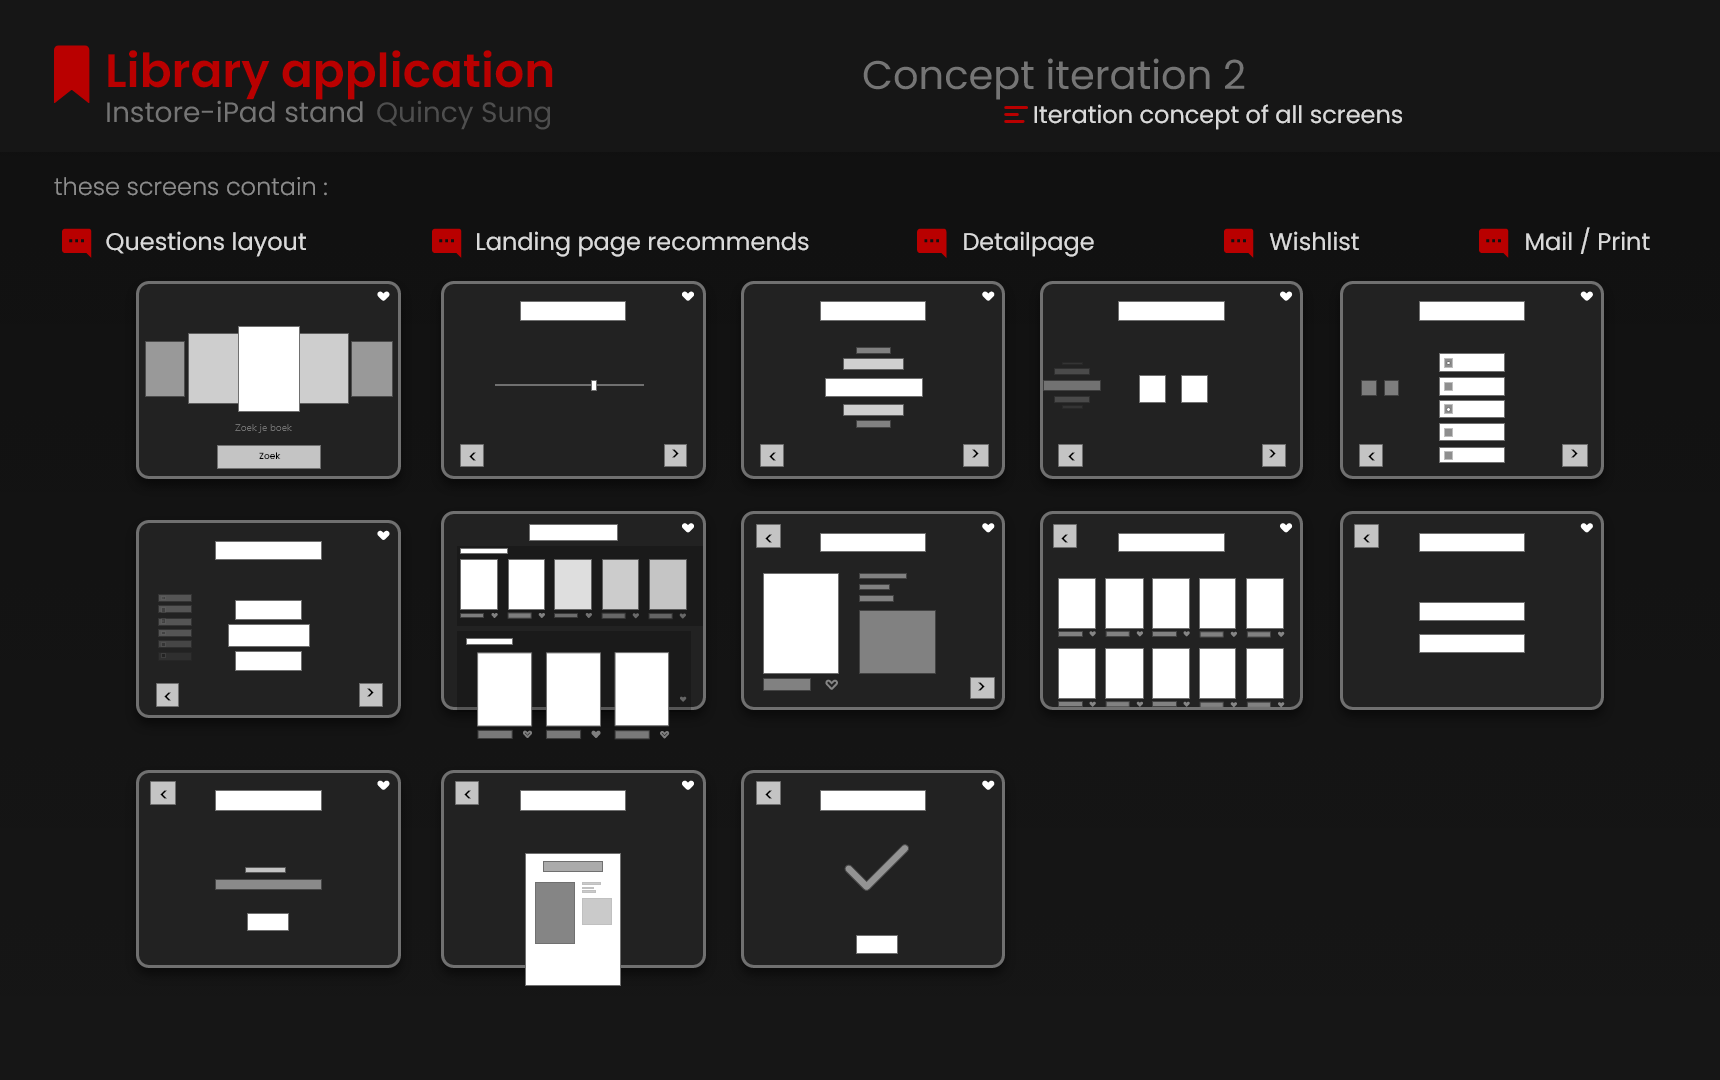 Library application
Instore-iPad stand Quincy Sung
Concept iteration 2
Iteration concept of all screens
these screens contain :
Questions layout
Landing page recommends
Detailpage
Wishlist
Mail / Print
Zoek je boek
Zoek